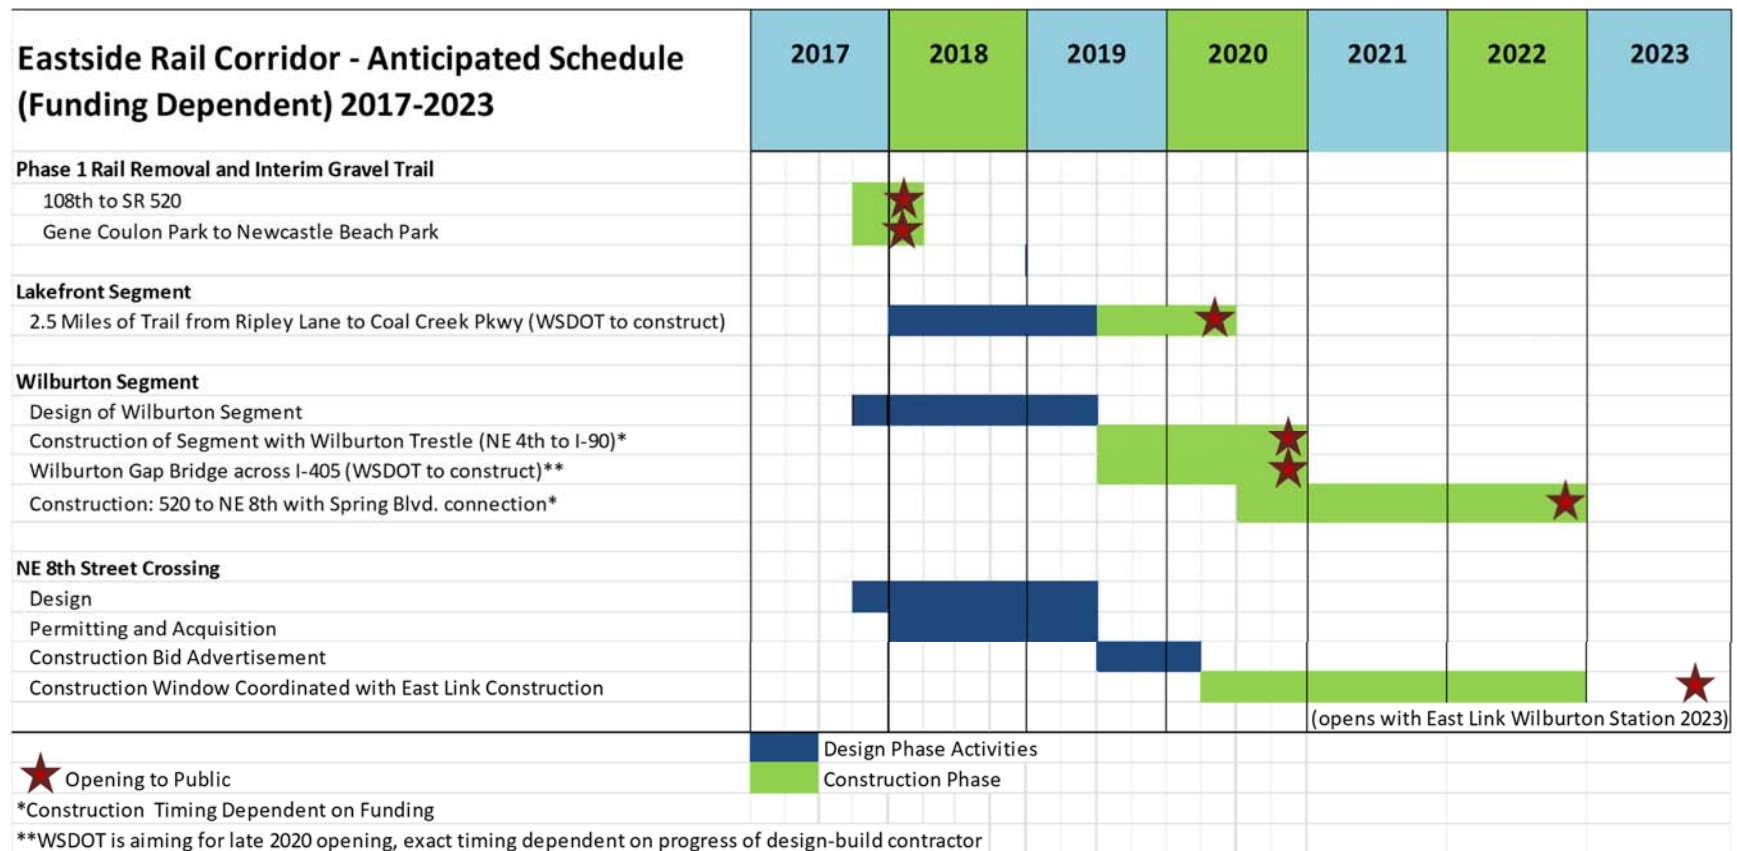 Eastside Rail Corridor - Anticipated Schedule
(Funding Dependent) 2017-2023
2017 2018 2019 2020 2021 2022 2023
Phase 1 Rail Removal and Interim Gravel Trail
108th to SR 520
Gene Coulon Park to Newcastle Beach Park
Lakefront Segment
2.5 Miles of Trail from Ripley Lane to Coal Creek Pkwy (WSDOT to construct)
Wilburton Segment
Design of Wilburton Segment
Construction of Segment with Wilburton Trestle (NE 4th to I-90)*
Wilburton Gap Bridge across I-405 (WSDOT to construct)**
Construction: 520 to NE 8th with Spring Blvd. connection*
NE 8th Street Crossing
Design
Permitting and Acquisition
Construction Bid Advertisement
Construction Window Coordinated with East Link Construction
(opens with East Link Wilburton Station 2023)
Design Phase Activities
Opening to Public
Construction Phase
*Construction Timing Dependent on Funding
**WSDOT is aiming for late 2020 opening, exact timing dependent on progress of design-build contractor